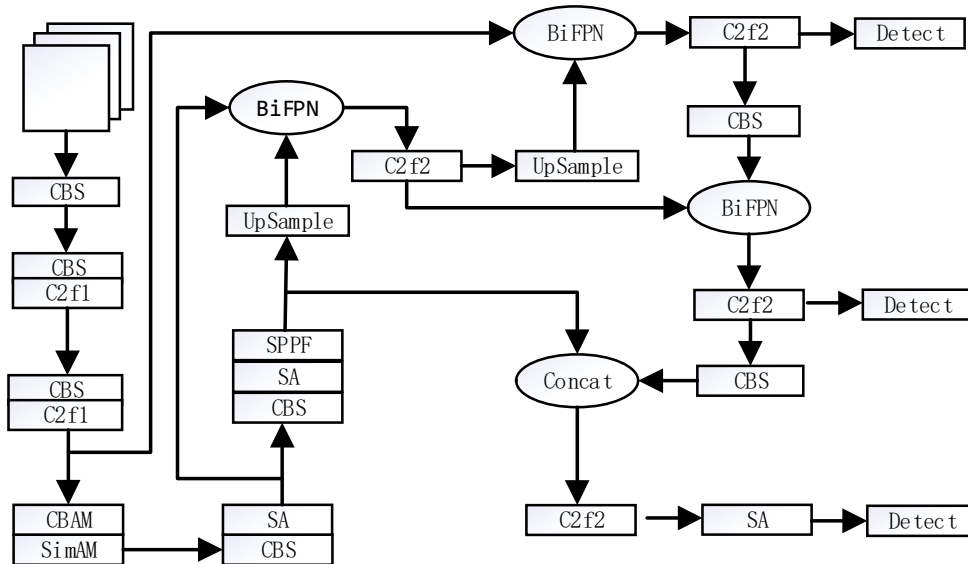 BiFPN
C2f2
Detect
BiFPN
CBS
C2f2
UpSample
CBS
BiFPN
UpSample
CBS
C2f1
C2f2
Detect
SPPF
SA
CBS
Concat
CBS
CBS
C2f1
CBAM
SimAM
SA
CBS
C2f2
SA
Detect